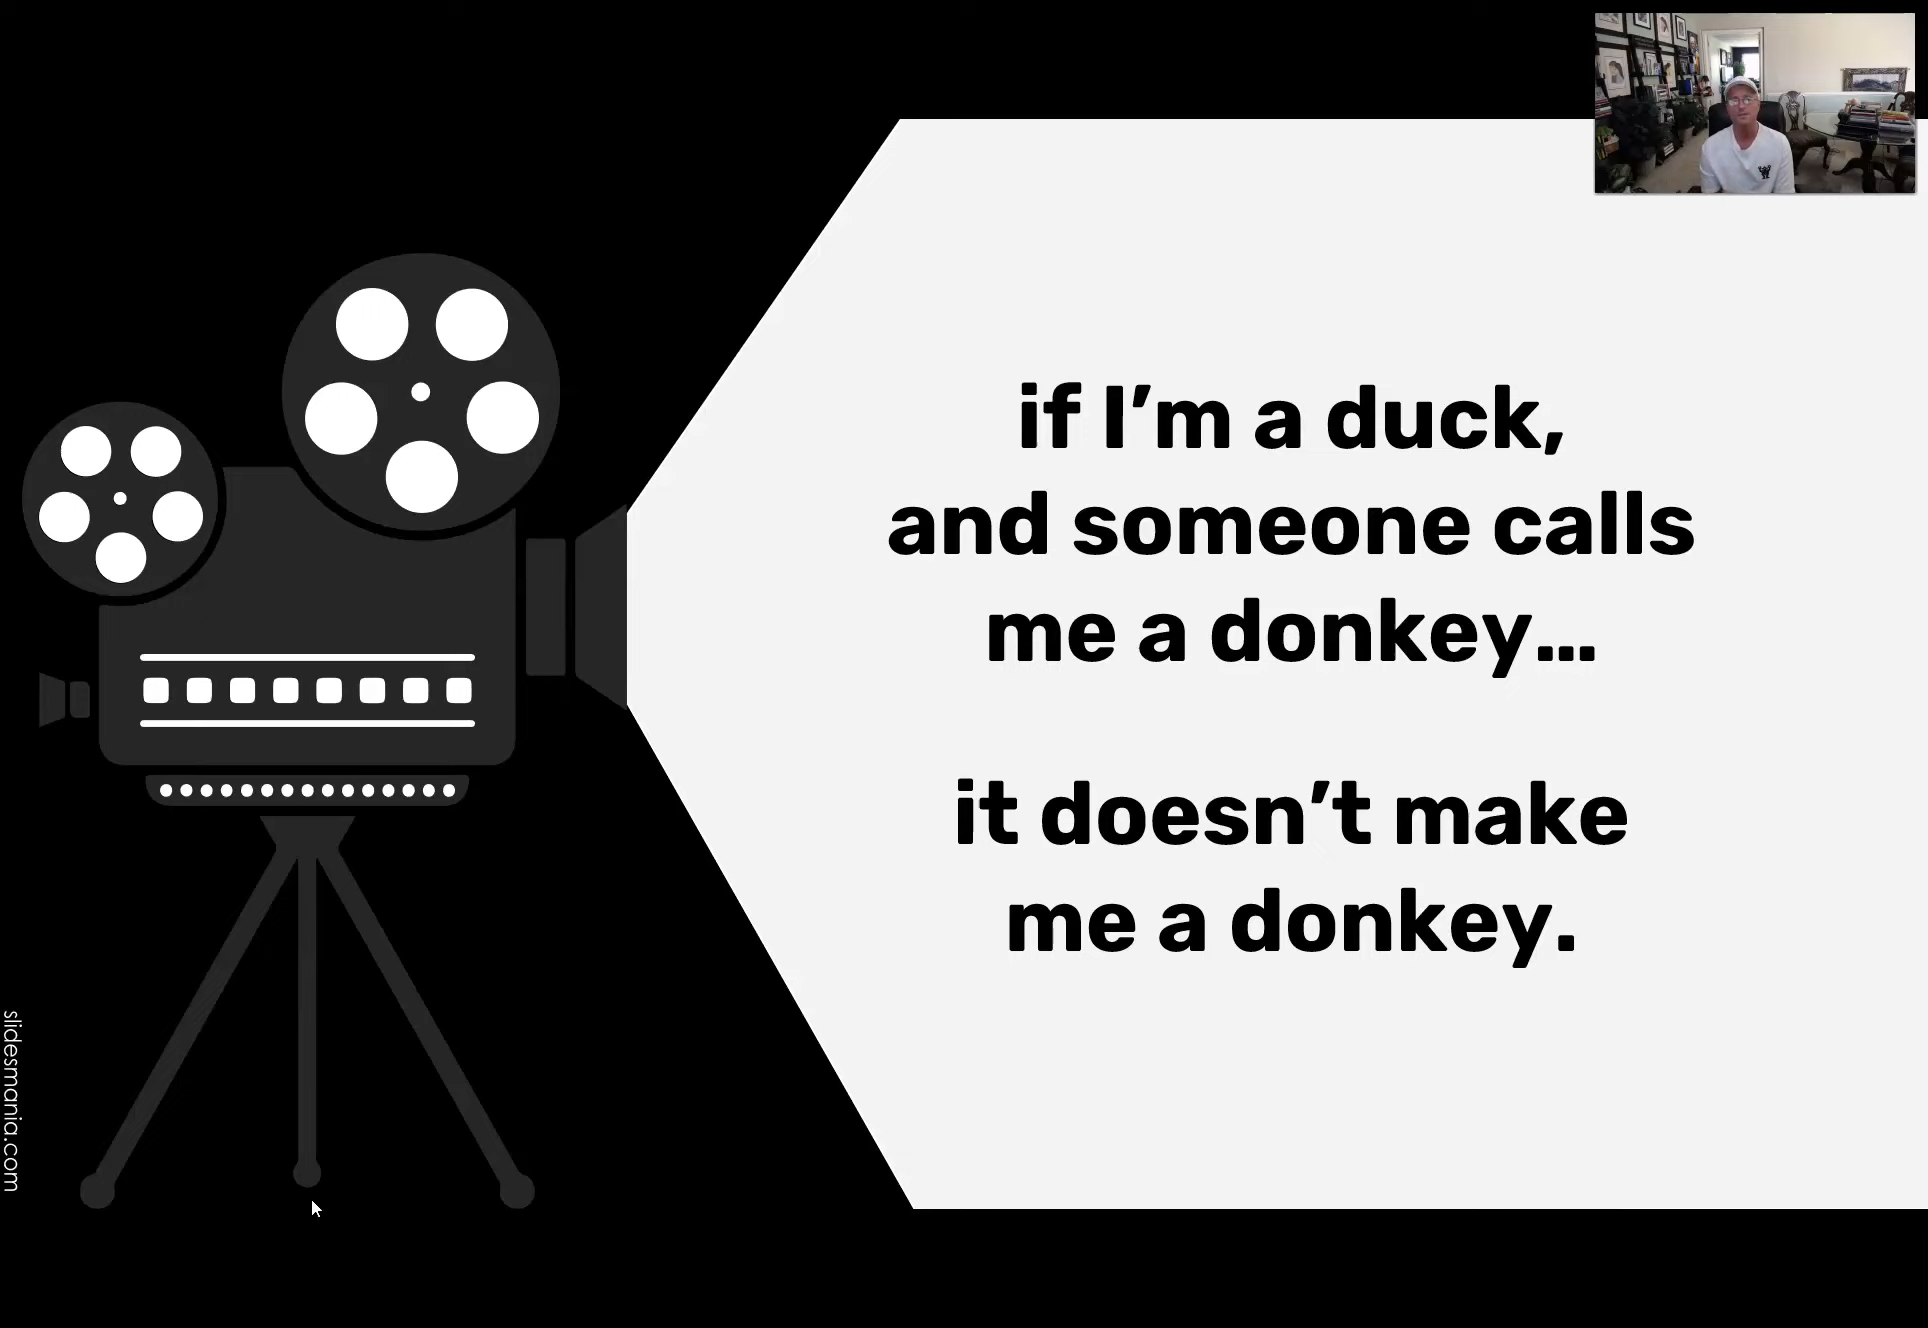 if I’m a duck,
and someone calls
me a donkey…
it doesn’t make
me a donkey.
slidesmania.com